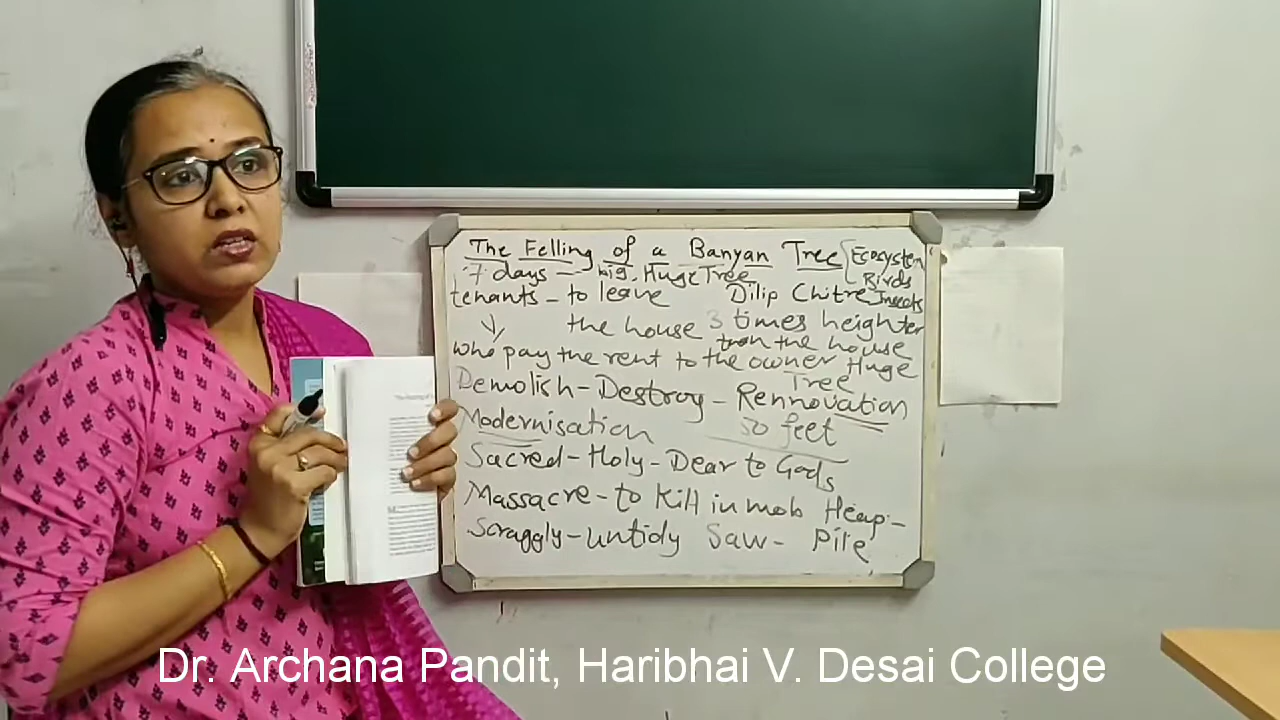 The Felling of a Banyan Tree { Ecosystem
7 days – big, Huge Tree Birds
tenants – to leave Dilip Chitre Insects
the house 3 times heighter
than the house
who pay the rent to the owner Huge
Tree
Demolish – Destroy – Rennovation
Modernisation 50 feet
Sacred – Holy – Dear to Gods
Massacre – to Kill in mob Heap –
Scraggly – untidy Saw – Pile
Dr. Archana Pandit, Haribhai V. Desai College